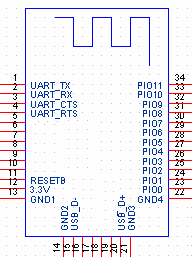 1 34
2 UART_TX PIO11 33
3 UART_RX PIO10 32
4 UART_CTS PIO9 31
5 UART_RTS PIO8 30
6 PIO7 29
7 PIO6 28
8 PIO5 27
9 PIO4 26
10 PIO3 25
11 PIO2 24
12 RESETB PIO1 23
13 3.3V PIO0 22
GND1 GND4
GND2
USB_D-
USB_D+
GND3
14
15
16
17
18
19
20
21